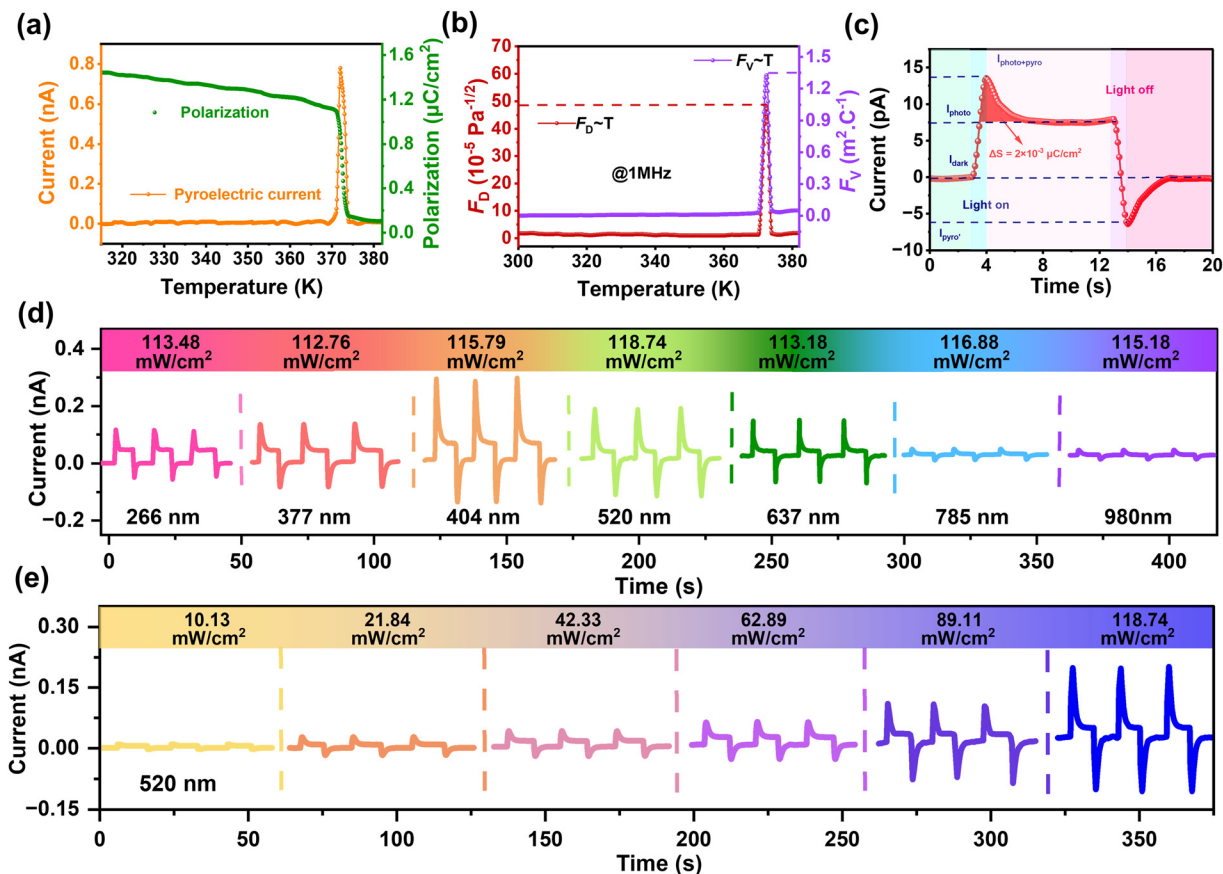 (a)
Current (nA)
0.8
0.6
0.4
0.2
0.0
1.6
1.2
0.8
0.4
0.0
Polarization (µC/cm²)
Polarization
Pyroelectric current
320 330 340 350 360 370 380
Temperature (K)
(b)
F_D (10⁻⁵ Pa⁻¹/²)
70
60
50
40
30
20
10
0
1.5
1.2
0.9
0.6
0.3
0.0
F_V (m².C⁻¹)
F_V~T
F_D~T
@1MHz
300 320 340 360 380
Temperature (K)
(c)
Current (pA)
15
10
5
0
−5
−10
I_photo+pyro
I_photo
I_dark
I_pyro'
Light on
Light off
ΔS = 2×10⁻³ µC/cm²
0 4 8 12 16 20
Time (s)
(d)
113.48 112.76 115.79 118.74 113.18 116.88 115.18
mW/cm² mW/cm² mW/cm² mW/cm² mW/cm² mW/cm² mW/cm²
Current (nA)
0.4
0.2
0.0
−0.2
266 nm 377 nm 404 nm 520 nm 637 nm 785 nm 980nm
0 50 100 150 200 250 300 350 400
Time (s)
(e)
10.13 21.84 42.33 62.89 89.11 118.74
mW/cm² mW/cm² mW/cm² mW/cm² mW/cm² mW/cm²
Current (nA)
0.30
0.15
0.00
−0.15
520 nm
0 50 100 150 200 250 300 350
Time (s)